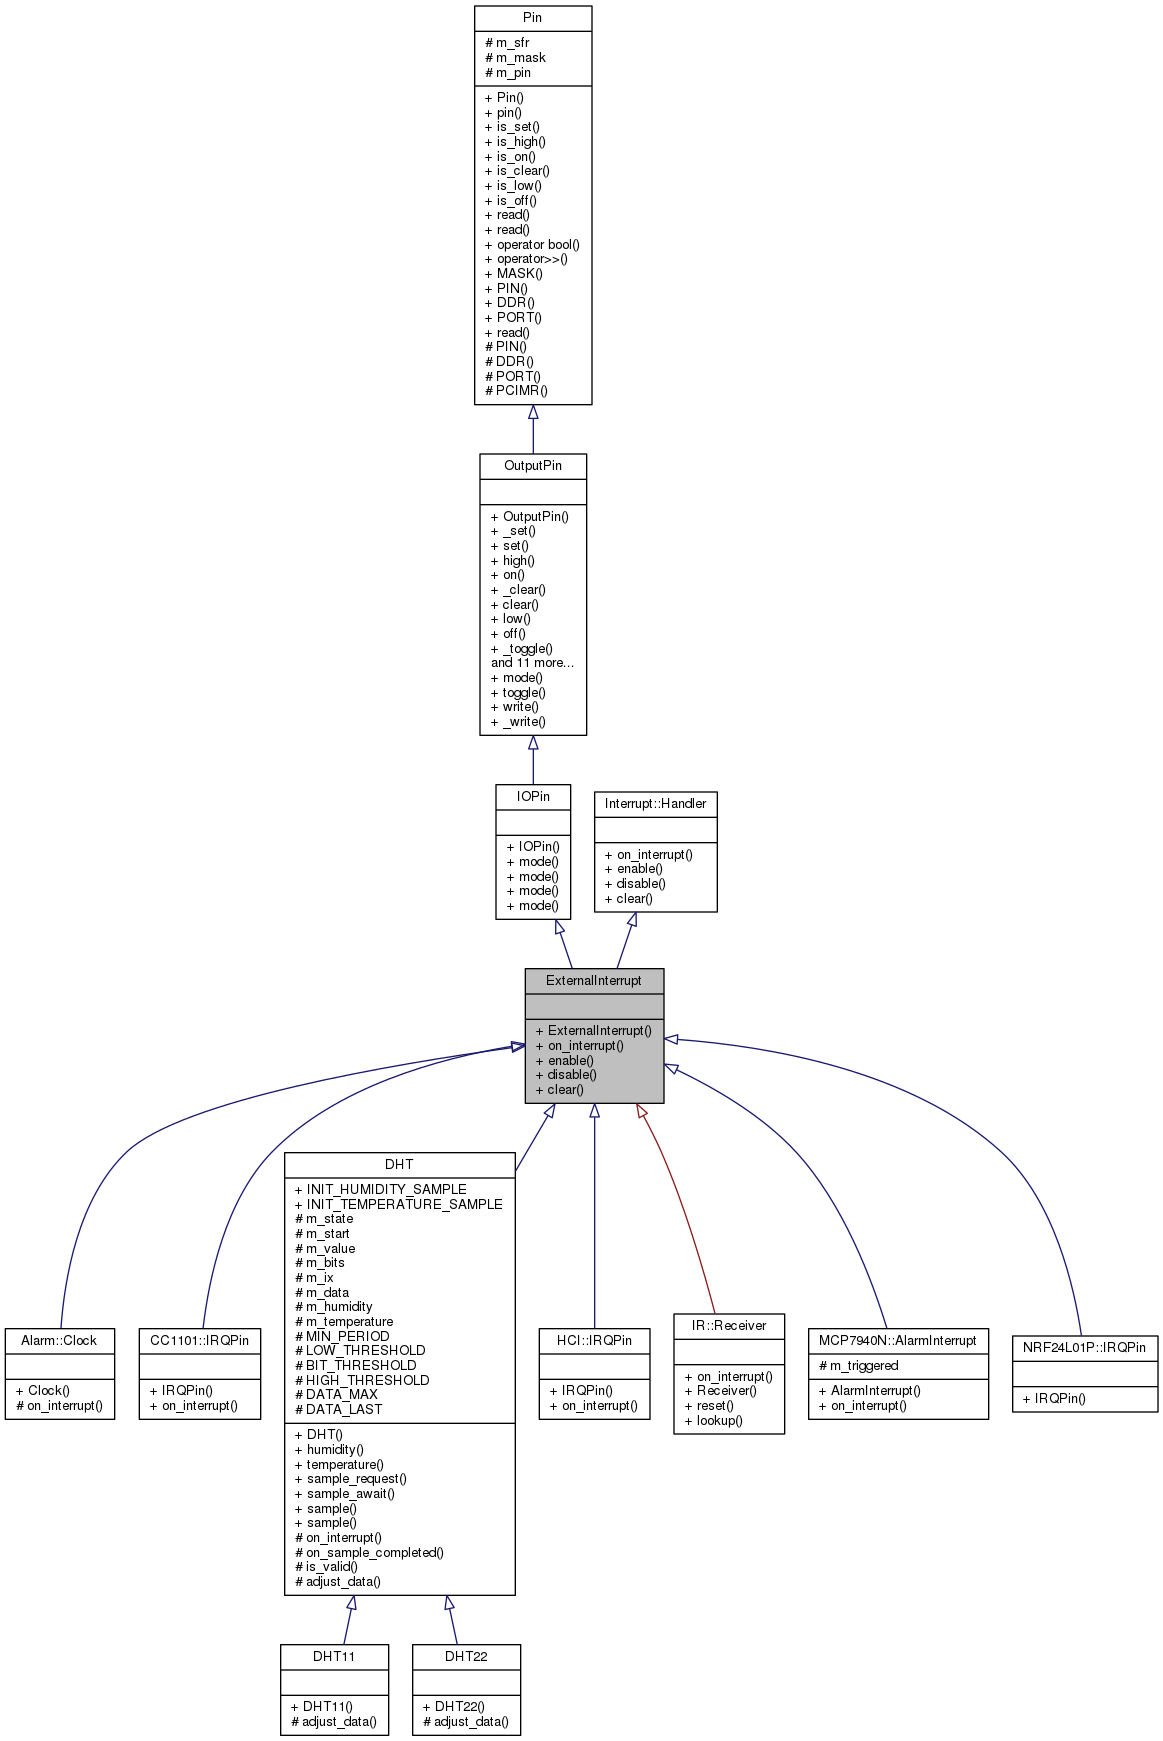 Pin
# m_sfr
# m_mask
# m_pin
+ Pin()
+ pin()
+ is_set()
+ is_high()
+ is_on()
+ is_clear()
+ is_low()
+ is_off()
+ read()
+ read()
+ operator bool()
+ operator>>()
+ MASK()
+ PIN()
+ DDR()
+ PORT()
+ read()
# PIN()
# DDR()
# PORT()
# PCIMR()
OutputPin
+ OutputPin()
+ _set()
+ set()
+ high()
+ on()
+ _clear()
+ clear()
+ low()
+ off()
+ _toggle()
and 11 more...
+ mode()
+ toggle()
+ write()
+ _write()
IOPin
+ IOPin()
+ mode()
+ mode()
+ mode()
+ mode()
Interrupt::Handler
+ on_interrupt()
+ enable()
+ disable()
+ clear()
ExternalInterrupt
+ ExternalInterrupt()
+ on_interrupt()
+ enable()
+ disable()
+ clear()
Alarm::Clock
+ Clock()
# on_interrupt()
CC1101::IRQPin
+ IRQPin()
+ on_interrupt()
DHT
+ INIT_HUMIDITY_SAMPLE
+ INIT_TEMPERATURE_SAMPLE
# m_state
# m_start
# m_value
# m_bits
# m_ix
# m_data
# m_humidity
# m_temperature
# MIN_PERIOD
# LOW_THRESHOLD
# BIT_THRESHOLD
# HIGH_THRESHOLD
# DATA_MAX
# DATA_LAST
+ DHT()
+ humidity()
+ temperature()
+ sample_request()
+ sample_await()
+ sample()
+ sample()
# on_interrupt()
# on_sample_completed()
# is_valid()
# adjust_data()
HCI::IRQPin
+ IRQPin()
+ on_interrupt()
IR::Receiver
+ on_interrupt()
+ Receiver()
+ reset()
+ lookup()
MCP7940N::AlarmInterrupt
# m_triggered
+ AlarmInterrupt()
+ on_interrupt()
NRF24L01P::IRQPin
+ IRQPin()
DHT11
+ DHT11()
# adjust_data()
DHT22
+ DHT22()
# adjust_data()